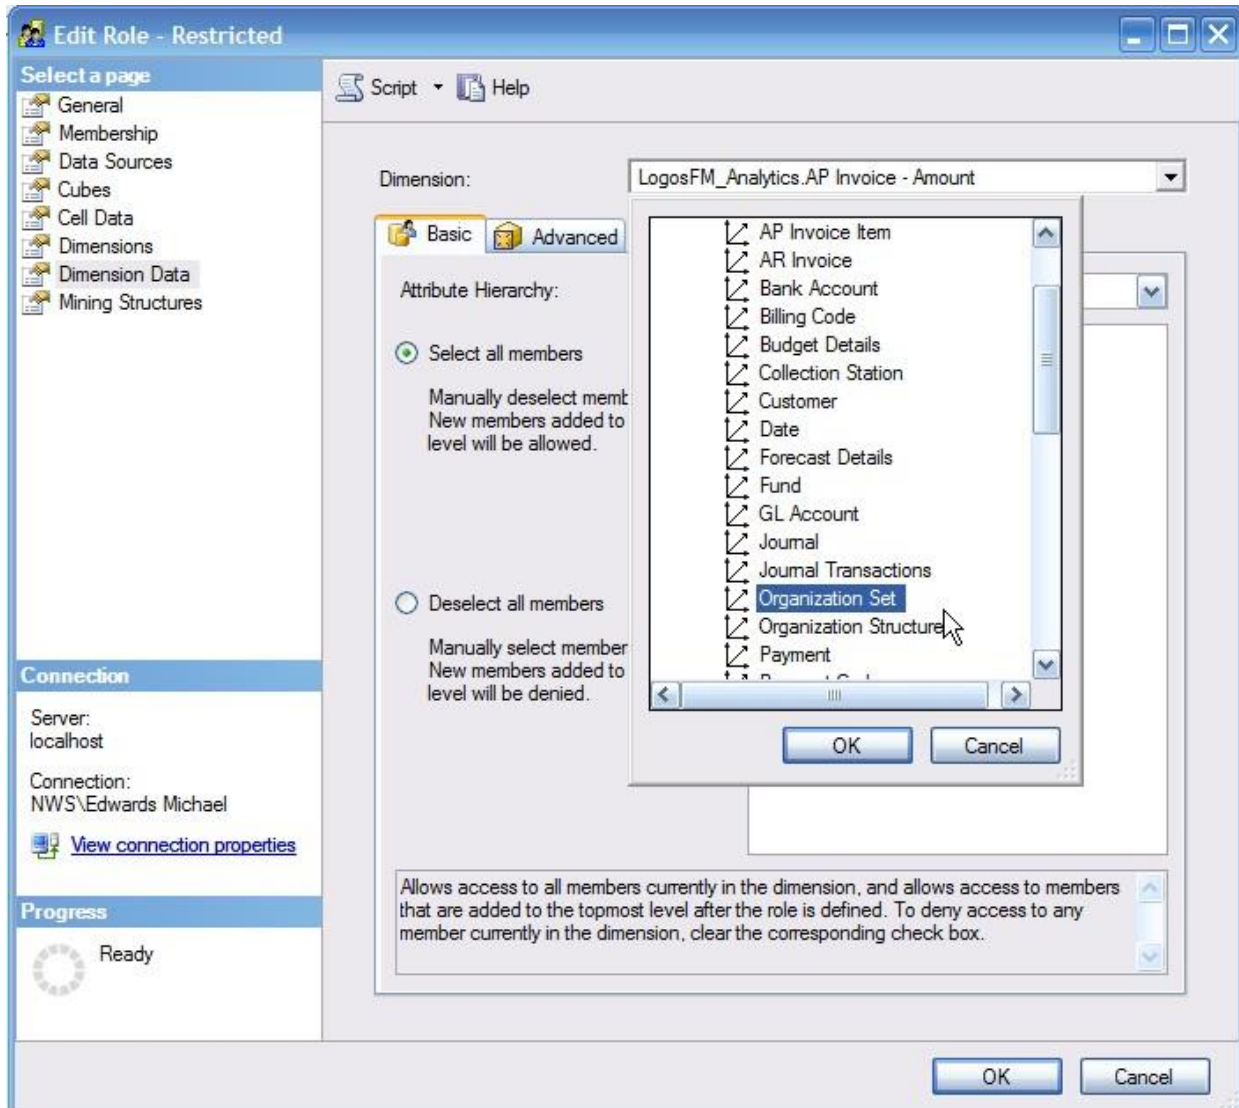 Edit Role - Restricted
Select a page
General
Membership
Data Sources
Cubes
Cell Data
Dimensions
Dimension Data
Mining Structures
Script
Help
Dimension:
LogosFM_Analytics.AP Invoice - Amount
Basic
Advanced
Attribute Hierarchy:
Select all members
Manually deselect
New members added to
level will be allowed.
Deselect all members
Manually select member
New members added to
level will be denied.
AP Invoice Item
AR Invoice
Bank Account
Billing Code
Budget Details
Collection Station
Customer
Date
Forecast Details
Fund
GL Account
Journal
Journal Transactions
Organization Set
Organization Structure
Payment
OK
Cancel
Allows access to all members currently in the dimension, and allows access to members
that are added to the topmost level after the role is defined. To deny access to any
member currently in the dimension, clear the corresponding check box.
Connection
Server:
localhost
Connection:
NWS\Edwards Michael
View connection properties
Progress
Ready
OK
Cancel